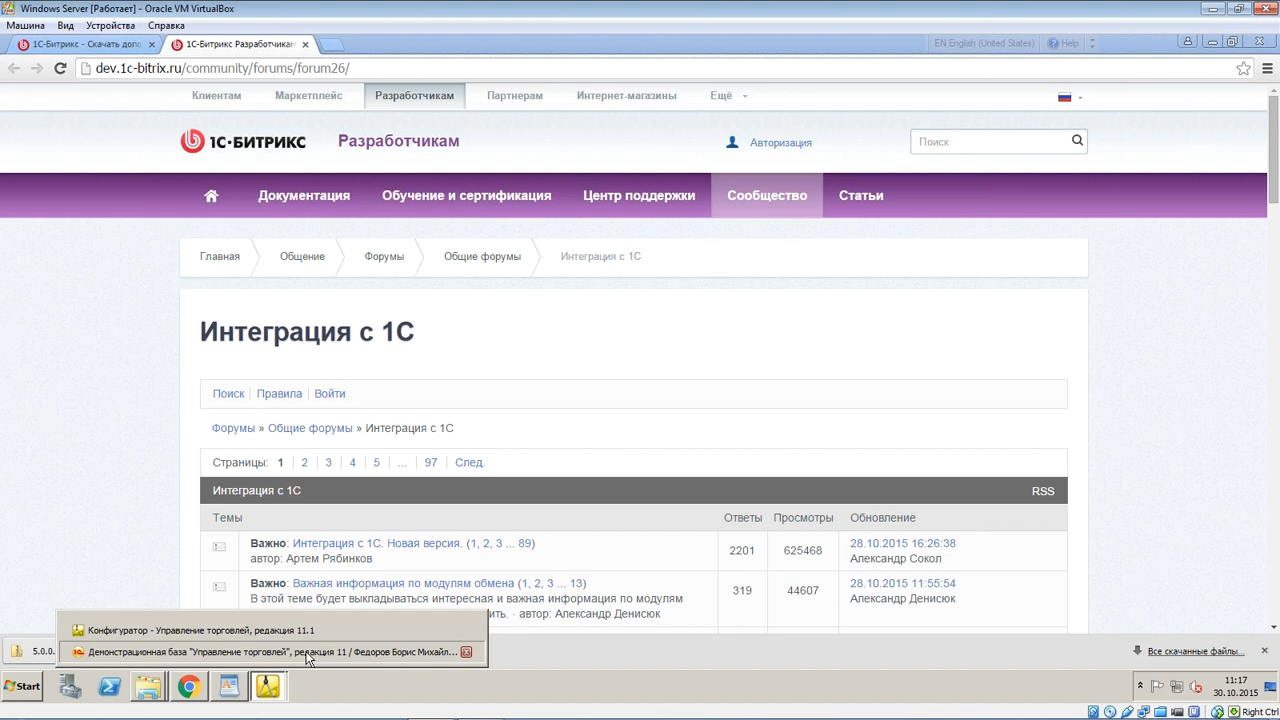 Windows Server [Работает] - Oracle VM VirtualBox
Машина Вид Устройства Справка
1С-Битрикс - Скачать допо
1С-Битрикс Разработчикам
EN English (United States) Help
dev.1c-bitrix.ru/community/forums/forum26/
Клиентам Маркетплейс Разработчикам Партнерам Интернет-магазины Ещё
1С-БИТРИКС Разработчикам Авторизация Поиск
Документация Обучение и сертификация Центр поддержки Сообщество Статьи
Главная Общение Форумы Общие форумы Интеграция с 1С
Интеграция с 1С
Поиск Правила Войти
Форумы » Общие форумы » Интеграция с 1С
Страницы: 1 2 3 4 5 ... 97 След.
Интеграция с 1С RSS
Темы Ответы Просмотры Обновление
Важно: Интеграция с 1С. Новая версия. (1, 2, 3 ... 89)
автор: Артем Рябинков
2201 625468
28.10.2015 16:26:38
Александр Сокол
Важно: Важная информация по модулям обмена (1, 2, 3 ... 13)
В этой теме будет выкладываться интересная и важная информация по модулям
ить. · автор: Александр Денисюк
319 44607
28.10.2015 11:55:54
Александр Денисюк
Конфигуратор - Управление торговлей, редакция 11.1
Демонстрационная база "Управление торговлей", редакция 11 / Федоров Борис Михайл...
5.0.0.
Все скачанные файлы...
Start
11:17
30.10.2015
Right Ctrl